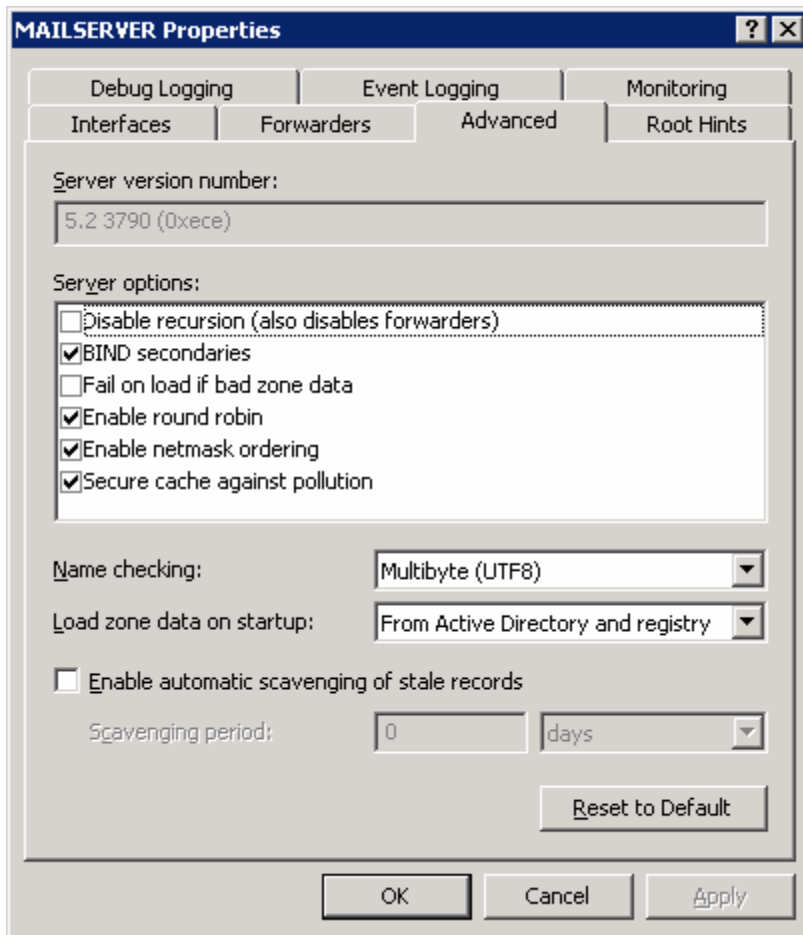 MAILSERVER Properties
Debug Logging
Event Logging
Monitoring
Interfaces
Forwarders
Advanced
Root Hints
Server version number:
5.2 3790 (0xece)
Server options:
Disable recursion (also disables forwarders)
BIND secondaries
Fail on load if bad zone data
Enable round robin
Enable netmask ordering
Secure cache against pollution
Name checking:
Multibyte (UTF8)
Load zone data on startup:
From Active Directory and registry
Enable automatic scavenging of stale records
Scavenging period:
0
days
Reset to Default
OK
Cancel
Apply